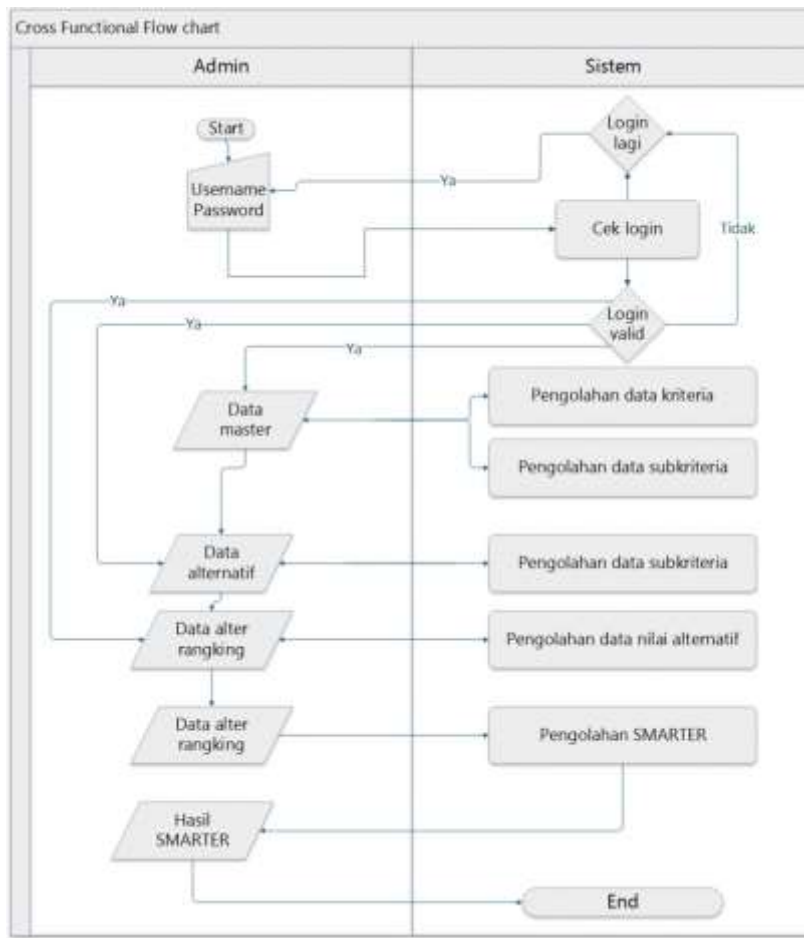 Cross Functional Flow chart
Admin
Sistem
Start
Login
lagi
Username
Password
Ya
Cek login
Tidak
Ya
Ya
Login
valid
Ya
Data
master
Pengolahan data kriteria
Pengolahan data subkriteria
Data
alternatif
Pengolahan data subkriteria
Data alter
rangking
Pengolahan data nilai alternatif
Data alter
rangking
Pengolahan SMARTER
Hasil
SMARTER
End